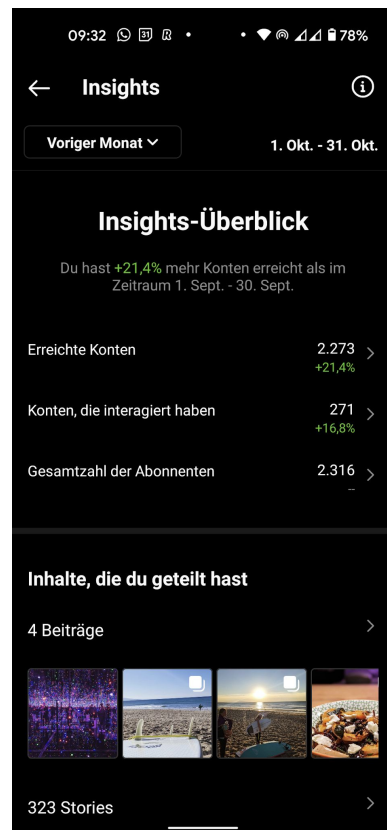 09:32 31 78%
Insights
Voriger Monat
1. Okt. - 31. Okt.
Insights-Überblick
Du hast +21,4% mehr Konten erreicht als im
Zeitraum 1. Sept. - 30. Sept.
Erreichte Konten 2.273
+21,4%
Konten, die interagiert haben 271
+16,8%
Gesamtzahl der Abonnenten 2.316
--
Inhalte, die du geteilt hast
4 Beiträge
323 Stories